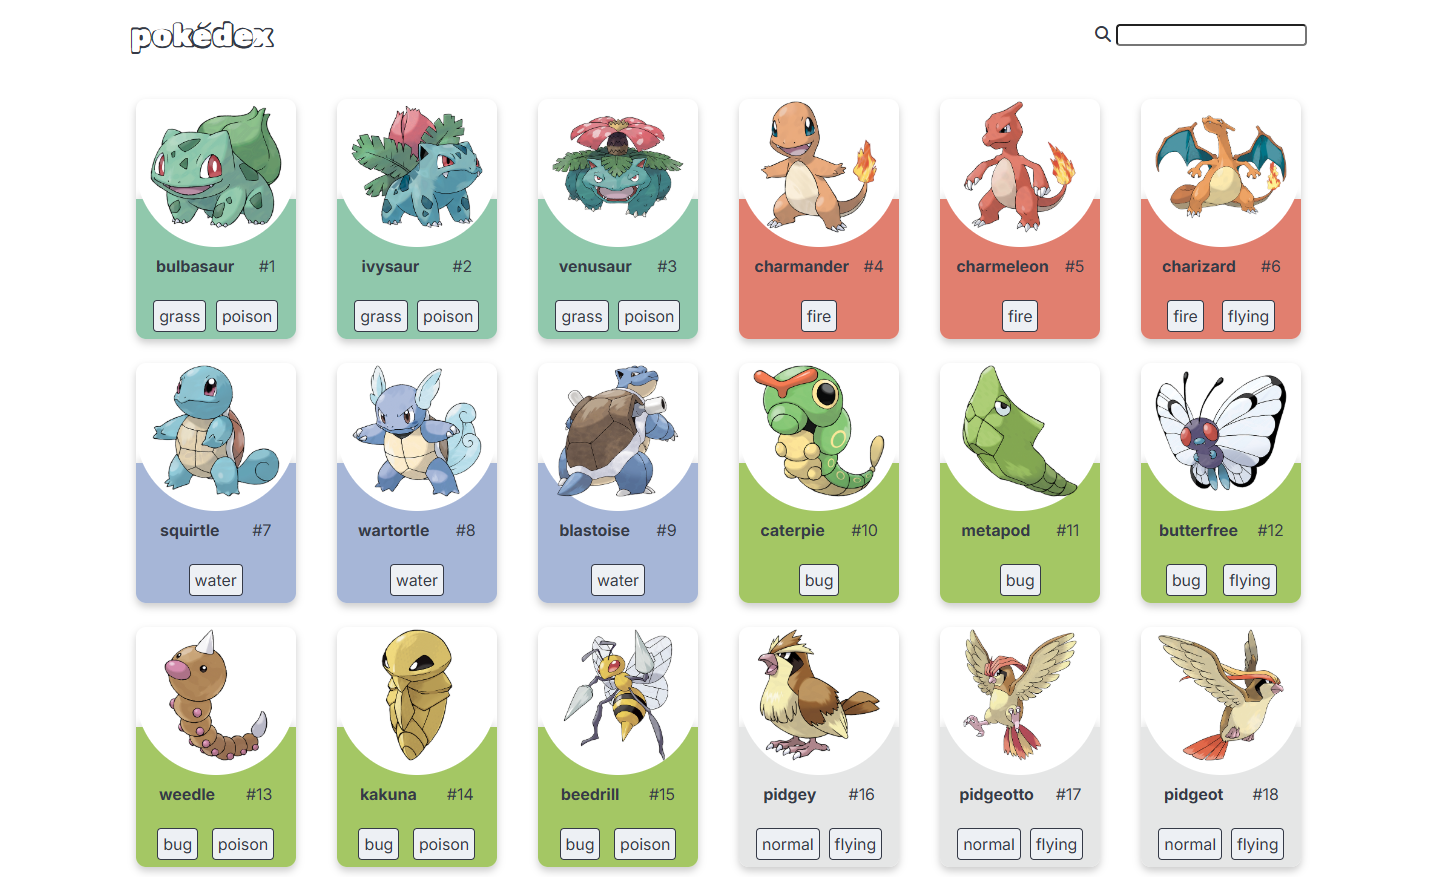 pokédex
bulbasaur #1
grass poison
ivysaur #2
grass poison
venusaur #3
grass poison
charmander #4
fire
charmeleon #5
fire
charizard #6
fire flying
squirtle #7
water
wartortle #8
water
blastoise #9
water
caterpie #10
bug
metapod #11
bug
butterfree #12
bug flying
weedle #13
bug poison
kakuna #14
bug poison
beedrill #15
bug poison
pidgey #16
normal flying
pidgeotto #17
normal flying
pidgeot #18
normal flying